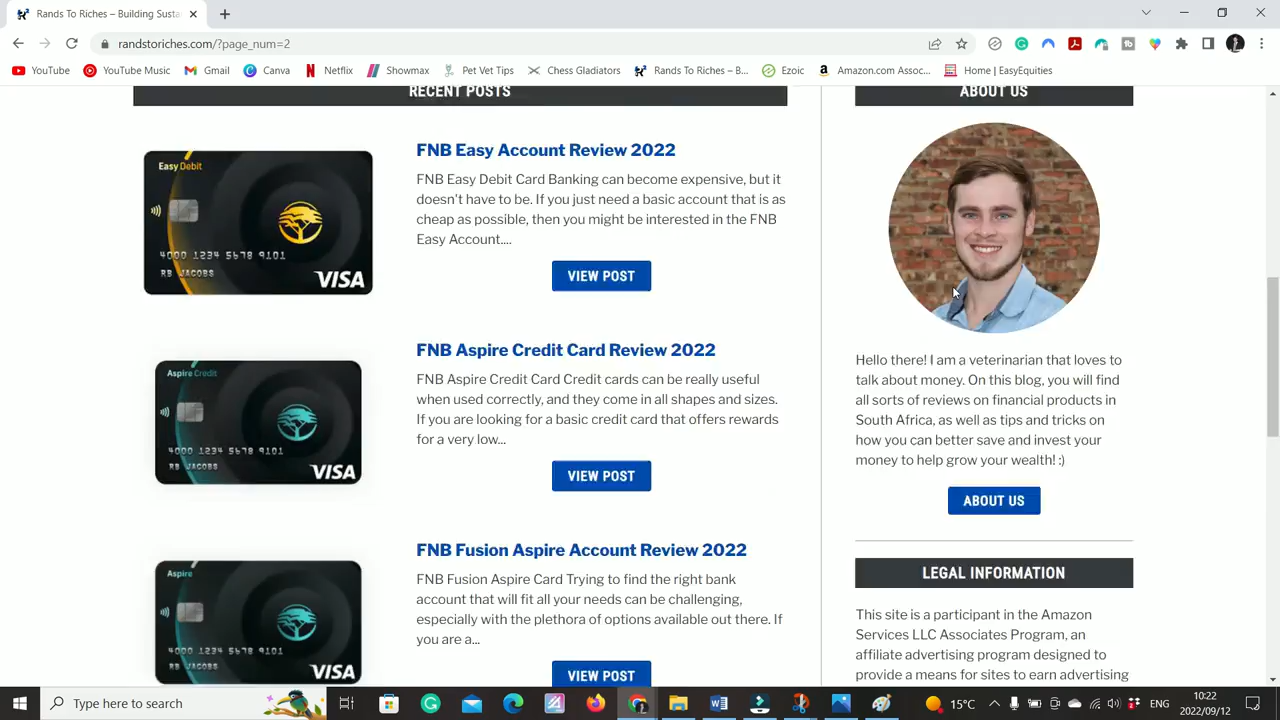 Rands To Riches – Building Susta
randstoriches.com/?page_num=2
YouTube
YouTube Music
Gmail
Canva
Netflix
Showmax
Pet Vet Tips
Chess Gladiators
Rands To Riches – B...
Ezoic
Amazon.com Assoc...
Home | EasyEquities
RECENT POSTS
Easy Debit
4000 1234 5678 9101
RB JACOBS
VISA
FNB Easy Account Review 2022
FNB Easy Debit Card Banking can become expensive, but it
doesn't have to be. If you just need a basic account that is as
cheap as possible, then you might be interested in the FNB
Easy Account....
VIEW POST
Aspire Credit
4000 1234 5678 9101
RB JACOBS
VISA
FNB Aspire Credit Card Review 2022
FNB Aspire Credit Card Credit cards can be really useful
when used correctly, and they come in all shapes and sizes.
If you are looking for a basic credit card that offers rewards
for a very low...
VIEW POST
Aspire
4000 1234 5678 9101
RB JACOBS
VISA
FNB Fusion Aspire Account Review 2022
FNB Fusion Aspire Card Trying to find the right bank
account that will fit all your needs can be challenging,
especially with the plethora of options available out there. If
you are a...
VIEW POST
ABOUT US
Hello there! I am a veterinarian that loves to
talk about money. On this blog, you will find
all sorts of reviews on financial products in
South Africa, as well as tips and tricks on
how you can better save and invest your
money to help grow your wealth! :)
ABOUT US
LEGAL INFORMATION
This site is a participant in the Amazon
Services LLC Associates Program, an
affiliate advertising program designed to
provide a means for sites to earn advertising
Type here to search
15°C
ENG
10:22
2022/09/12